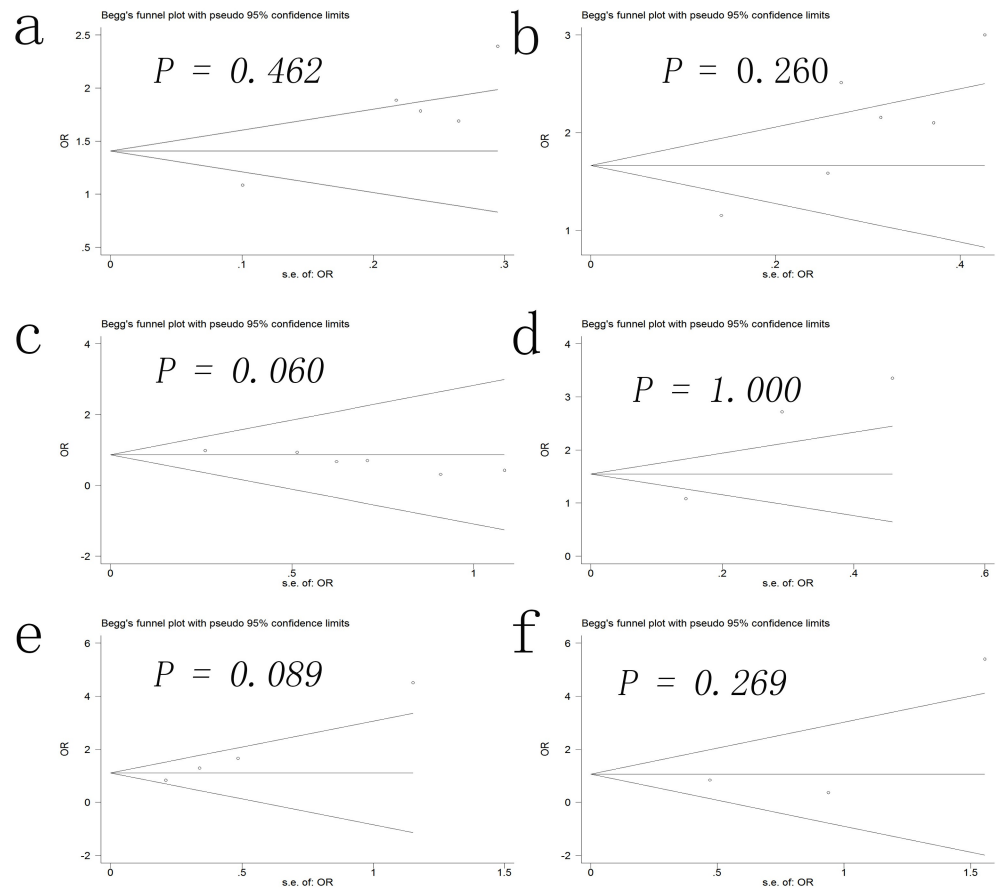 a
Begg's funnel plot with pseudo 95% confidence limits
P = 0.462
OR
2.5
2
1.5
1
.5
0 .1 .2 .3
s.e. of: OR
b
Begg's funnel plot with pseudo 95% confidence limits
P = 0.260
OR
3
2
1
0 .2 .4
s.e. of: OR
c
Begg's funnel plot with pseudo 95% confidence limits
P = 0.060
OR
4
2
0
-2
0 .5 1
s.e. of: OR
d
Begg's funnel plot with pseudo 95% confidence limits
P = 1.000
OR
4
3
2
1
0
0 .2 .4 .6
s.e. of: OR
e
Begg's funnel plot with pseudo 95% confidence limits
P = 0.089
OR
6
4
2
0
-2
0 .5 1 1.5
s.e. of: OR
f
Begg's funnel plot with pseudo 95% confidence limits
P = 0.269
OR
6
4
2
0
-2
0 .5 1 1.5
s.e. of: OR